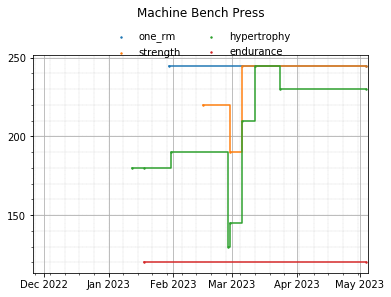 Machine Bench Press
one_rm
hypertrophy
strength
endurance
250
200
150
Dec 2022 Jan 2023 Feb 2023 Mar 2023 Apr 2023 May 2023